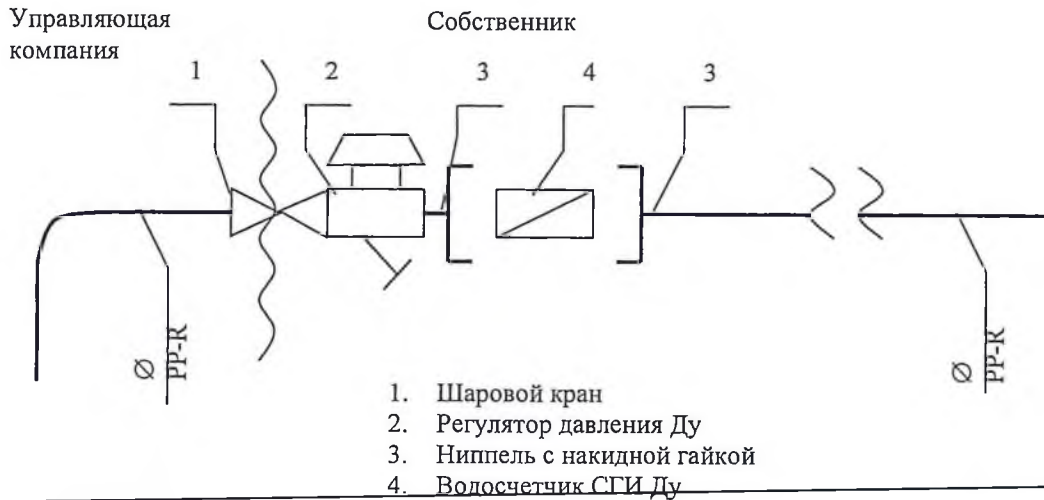 Управляющая
компания
Собственник
1 2 3 4 3
Ø PP-R
Ø PP-R
1. Шаровой кран
2. Регулятор давления Ду
3. Ниппель с накидной гайкой
4. Водосчетчик СГИ Ду